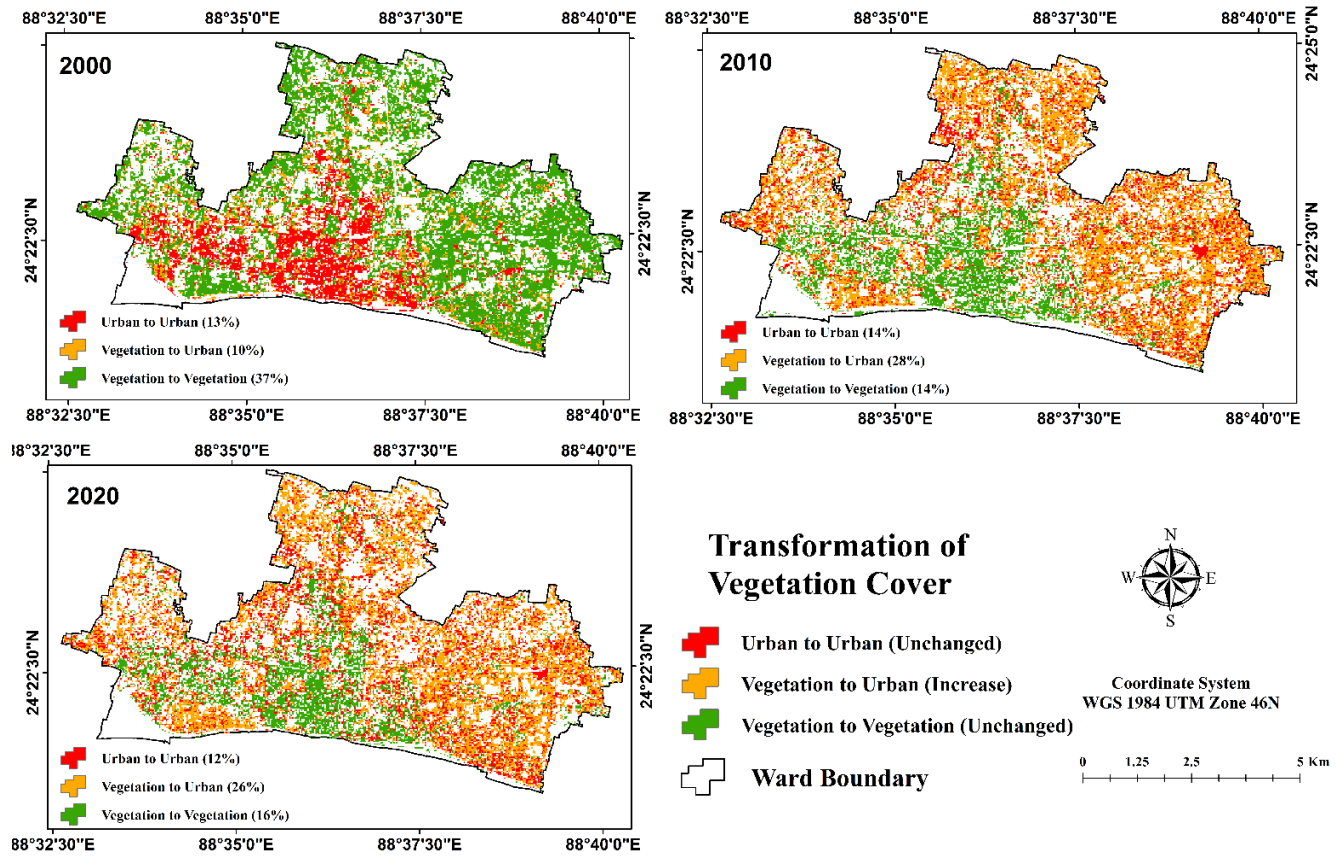 88°32'30"E 88°35'0"E 88°37'30"E 88°40'0"E
2000
24°22'30"N
24°22'30"N
Urban to Urban (13%)
Vegetation to Urban (10%)
Vegetation to Vegetation (37%)
88°32'30"E 88°35'0"E 88°37'30"E 88°40'0"E
88°32'30"E 88°35'0"E 88°37'30"E 88°40'0"E
2010
24°25'0"N
24°22'30"N
24°22'30"N
Urban to Urban (14%)
Vegetation to Urban (28%)
Vegetation to Vegetation (14%)
88°32'30"E 88°35'0"E 88°37'30"E 88°40'0"E
88°32'30"E 88°35'0"E 88°37'30"E 88°40'0"E
2020
24°22'30"N
24°22'30"N
Urban to Urban (12%)
Vegetation to Urban (26%)
Vegetation to Vegetation (16%)
88°32'30"E 88°35'0"E 88°37'30"E 88°40'0"E
Transformation of
Vegetation Cover
Urban to Urban (Unchanged)
Vegetation to Urban (Increase)
Vegetation to Vegetation (Unchanged)
Ward Boundary
N
W E
S
Coordinate System
WGS 1984 UTM Zone 46N
0 1.25 2.5 5 Km